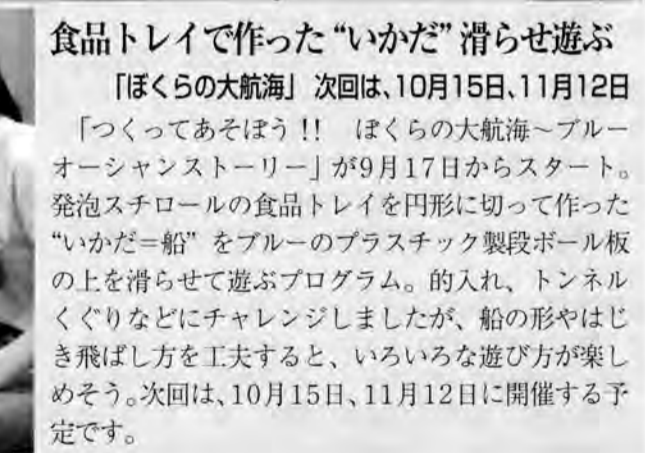 食品トレイで作った“いかだ”滑らせ遊ぶ
「ぼくらの大航海」 次回は、10月15日、11月12日
「つくってあそぼう!! ぼくらの大航海～ブルー
オーシャンストーリー」が9月17日からスタート。
発泡スチロールの食品トレイを円形に切って作った
“いかだ＝船”をブルーのプラスチック製段ボール板
の上を滑らせて遊ぶプログラム。的入れ、トンネル
くぐりなどにチャレンジしましたが、船の形やはじ
き飛ばし方を工夫すると、いろいろな遊び方が楽し
めそう。次回は、10月15日、11月12日に開催する予
定です。